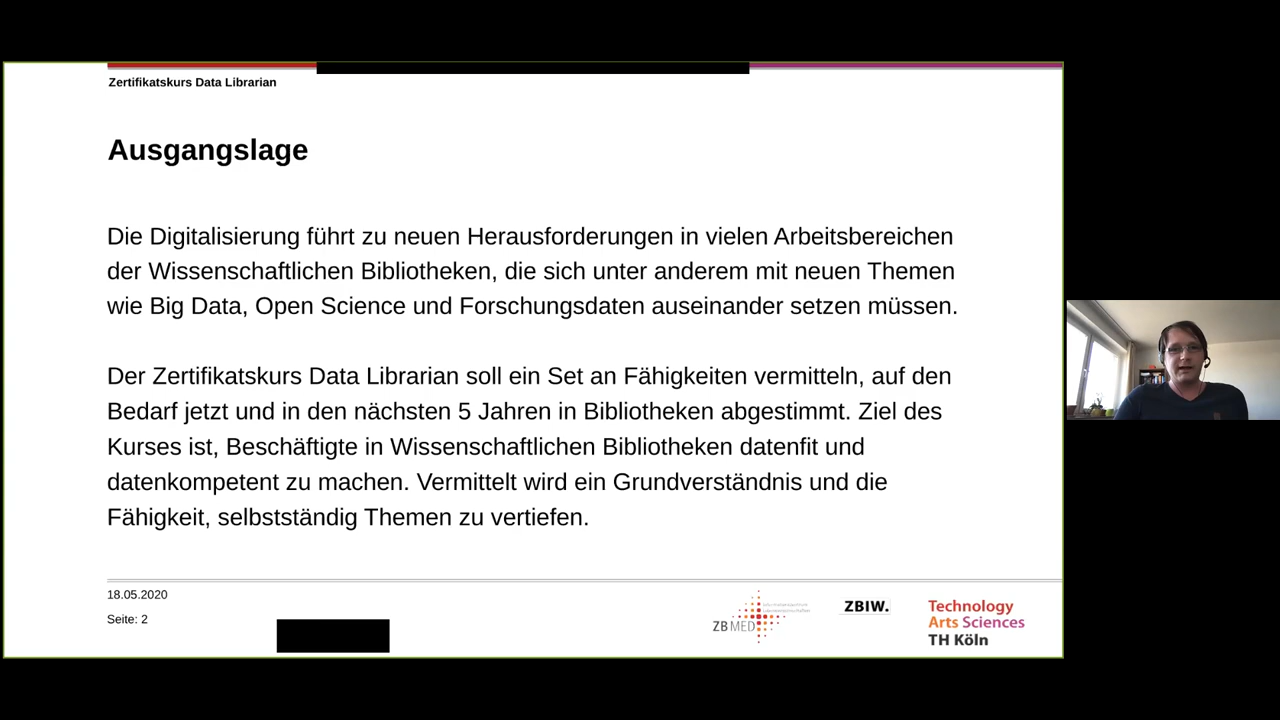 Zertifikatskurs Data Librarian
Ausgangslage
Die Digitalisierung führt zu neuen Herausforderungen in vielen Arbeitsbereichen
der Wissenschaftlichen Bibliotheken, die sich unter anderem mit neuen Themen
wie Big Data, Open Science und Forschungsdaten auseinander setzen müssen.
Der Zertifikatskurs Data Librarian soll ein Set an Fähigkeiten vermitteln, auf den
Bedarf jetzt und in den nächsten 5 Jahren in Bibliotheken abgestimmt. Ziel des
Kurses ist, Beschäftigte in Wissenschaftlichen Bibliotheken datenfit und
datenkompetent zu machen. Vermittelt wird ein Grundverständnis und die
Fähigkeit, selbstständig Themen zu vertiefen.
18.05.2020
Seite: 2
ZB MED
ZBIW.
Technology
Arts Sciences
TH Köln